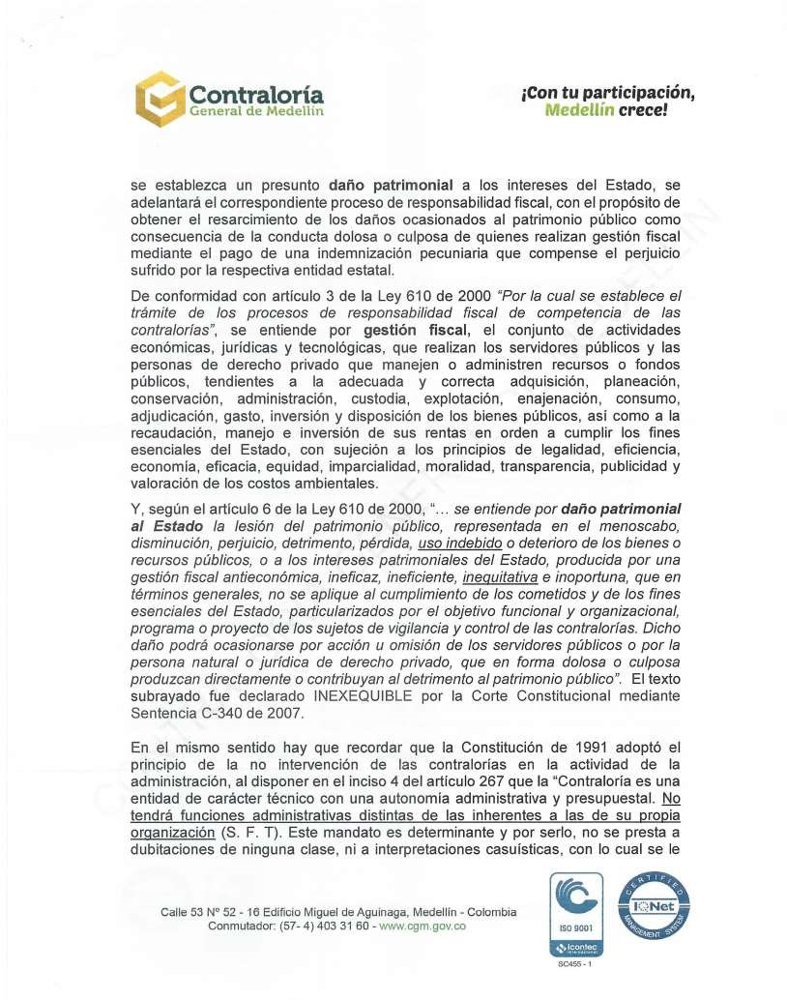 Contraloría
General de Medellín
¡Con tu participación,
Medellín crece!
se establezca un presunto daño patrimonial a los intereses del Estado, se
adelantará el correspondiente proceso de responsabilidad fiscal, con el propósito de
obtener el resarcimiento de los daños ocasionados al patrimonio público como
consecuencia de la conducta dolosa o culposa de quienes realizan gestión fiscal
mediante el pago de una indemnización pecuniaria que compense el perjuicio
sufrido por la respectiva entidad estatal.
De conformidad con artículo 3 de la Ley 610 de 2000 “Por la cual se establece el
trámite de los procesos de responsabilidad fiscal de competencia de las
contralorías”, se entiende por gestión fiscal, el conjunto de actividades
económicas, jurídicas y tecnológicas, que realizan los servidores públicos y las
personas de derecho privado que manejen o administren recursos o fondos
públicos, tendientes a la adecuada y correcta adquisición, planeación,
conservación, administración, custodia, explotación, enajenación, consumo,
adjudicación, gasto, inversión y disposición de los bienes públicos, así como a la
recaudación, manejo e inversión de sus rentas en orden a cumplir los fines
esenciales del Estado, con sujeción a los principios de legalidad, eficiencia,
economía, eficacia, equidad, imparcialidad, moralidad, transparencia, publicidad y
valoración de los costos ambientales.
Y, según el artículo 6 de la Ley 610 de 2000, “… se entiende por daño patrimonial
al Estado la lesión del patrimonio público, representada en el menoscabo,
disminución, perjuicio, detrimento, pérdida, uso indebido o deterioro de los bienes o
recursos públicos, o a los intereses patrimoniales del Estado, producida por una
gestión fiscal antieconómica, ineficaz, ineficiente, inequitativa e inoportuna, que en
términos generales, no se aplique al cumplimiento de los cometidos y de los fines
esenciales del Estado, particularizados por el objetivo funcional y organizacional,
programa o proyecto de los sujetos de vigilancia y control de las contralorías. Dicho
daño podrá ocasionarse por acción u omisión de los servidores públicos o por la
persona natural o jurídica de derecho privado, que en forma dolosa o culposa
produzcan directamente o contribuyan al detrimento al patrimonio público”. El texto
subrayado fue declarado INEXEQUIBLE por la Corte Constitucional mediante
Sentencia C-340 de 2007.
En el mismo sentido hay que recordar que la Constitución de 1991 adoptó el
principio de la no intervención de las contralorías en la actividad de la
administración, al disponer en el inciso 4 del artículo 267 que la “Contraloría es una
entidad de carácter técnico con una autonomía administrativa y presupuestal. No
tendrá funciones administrativas distintas de las inherentes a las de su propia
organización (S. F. T). Este mandato es determinante y por serlo, no se presta a
dubitaciones de ninguna clase, ni a interpretaciones casuísticas, con lo cual se le
Calle 53 Nº 52 - 16 Edificio Miguel de Aguinaga, Medellín - Colombia
Conmutador: (57- 4) 403 31 60 - www.cgm.gov.co
ISO 9001
Icontec
internacional
SC455 - 1
CERTIFIED
IQNet
MANAGEMENT SYSTEM